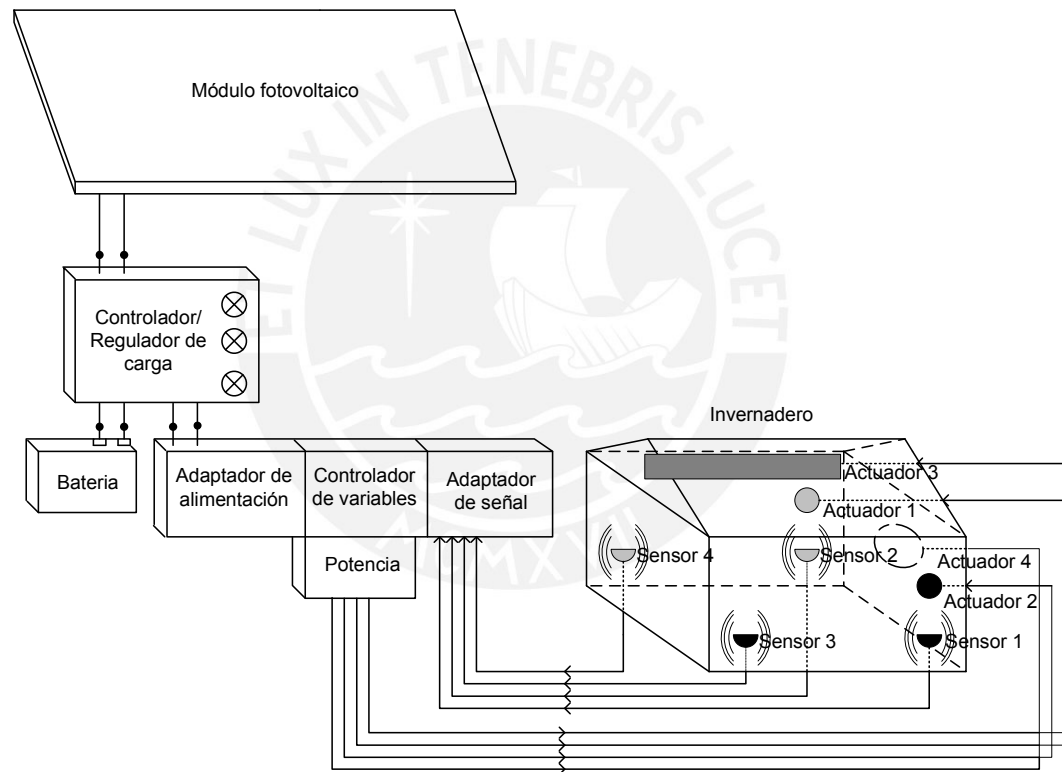 Módulo fotovoltaico
ET LUX IN TENEBRIS LUCET
MCMXVII
Controlador/
Regulador de
carga
Bateria
Adaptador de
alimentación
Controlador
de variables
Adaptador
de señal
Potencia
Invernadero
Actuador 3
Actuador 1
Sensor 4
Sensor 2
Actuador 4
Actuador 2
Sensor 3
Sensor 1